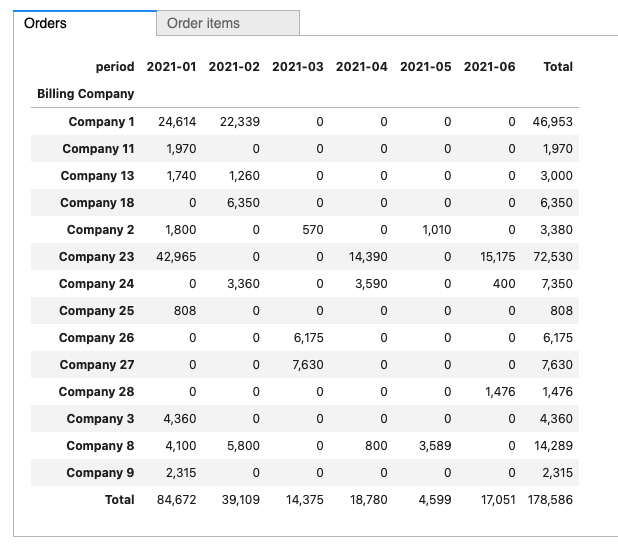 Orders Order items
period 2021-01 2021-02 2021-03 2021-04 2021-05 2021-06 Total
Billing Company
Company 1 24,614 22,339 0 0 0 0 46,953
Company 11 1,970 0 0 0 0 0 1,970
Company 13 1,740 1,260 0 0 0 0 3,000
Company 18 0 6,350 0 0 0 0 6,350
Company 2 1,800 0 570 0 1,010 0 3,380
Company 23 42,965 0 0 14,390 0 15,175 72,530
Company 24 0 3,360 0 3,590 0 400 7,350
Company 25 808 0 0 0 0 0 808
Company 26 0 0 6,175 0 0 0 6,175
Company 27 0 0 7,630 0 0 0 7,630
Company 28 0 0 0 0 0 1,476 1,476
Company 3 4,360 0 0 0 0 0 4,360
Company 8 4,100 5,800 0 800 3,589 0 14,289
Company 9 2,315 0 0 0 0 0 2,315
Total 84,672 39,109 14,375 18,780 4,599 17,051 178,586